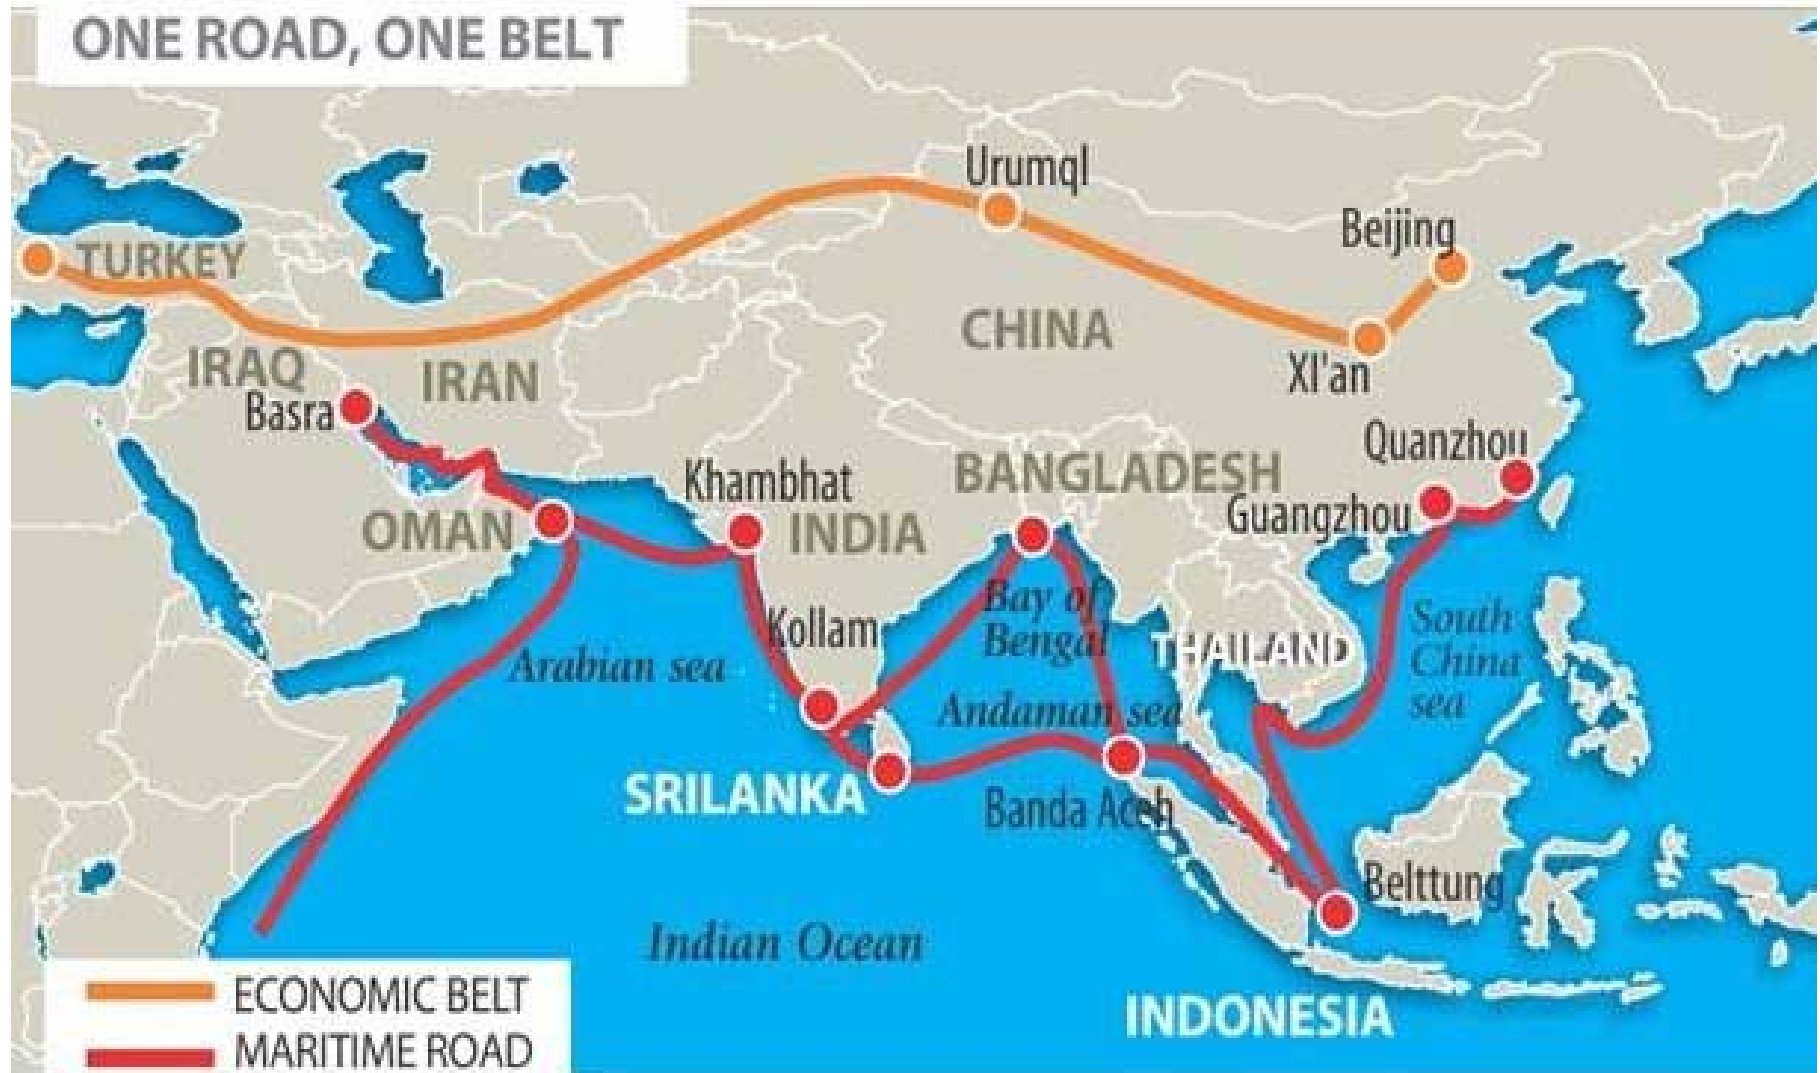 ONE ROAD, ONE BELT
Urumql
Beijing
TURKEY
CHINA
IRAQ
IRAN
XI'an
Basra
Quanzhou
Khambhat
BANGLADESH
OMAN
INDIA
Guangzhou
Bay of
Bengal
Kollam
THAILAND
South
China
sea
Arabian sea
Andaman sea
SRILANKA
Banda Aceh
Belttung
Indian Ocean
INDONESIA
ECONOMIC BELT
MARITIME ROAD